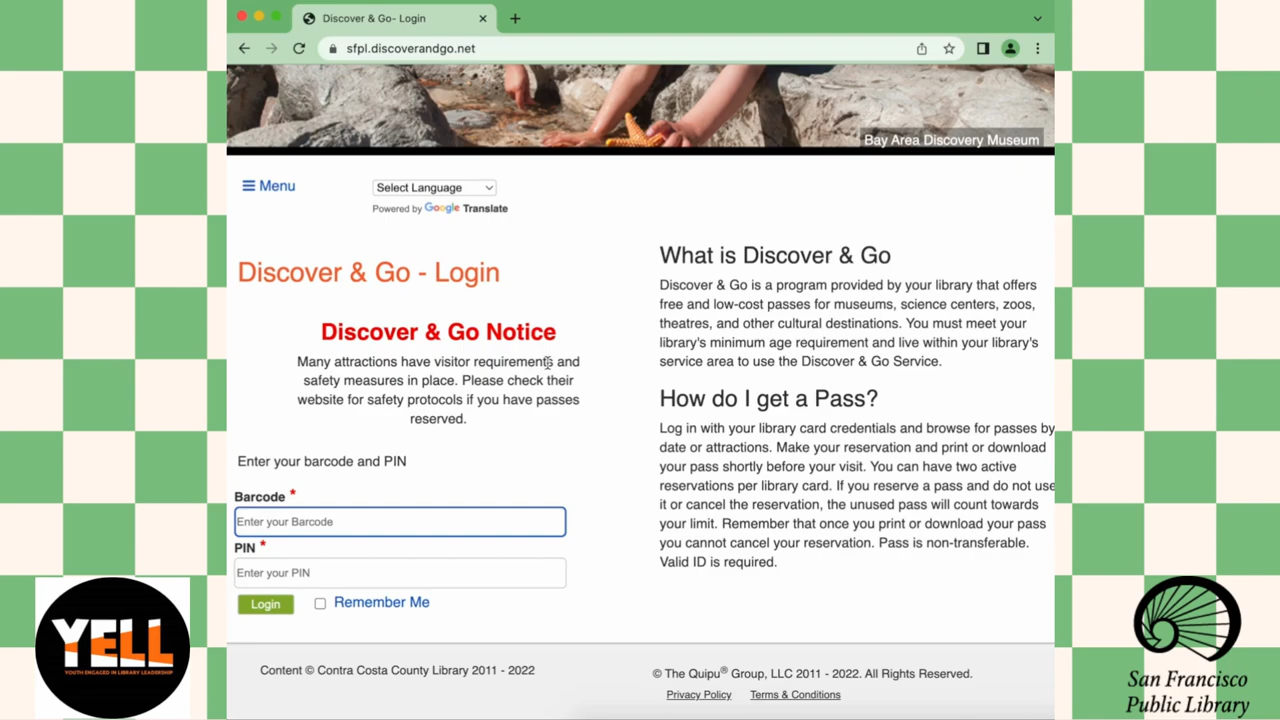 Discover & Go- Login
sfpl.discoverandgo.net
Bay Area Discovery Museum
Menu
Select Language
Powered by Google Translate
Discover & Go - Login
Discover & Go Notice
Many attractions have visitor requirements and
safety measures in place. Please check their
website for safety protocols if you have passes
reserved.
Enter your barcode and PIN
Barcode *
Enter your Barcode
PIN *
Enter your PIN
Login
Remember Me
What is Discover & Go
Discover & Go is a program provided by your library that offers
free and low-cost passes for museums, science centers, zoos,
theatres, and other cultural destinations. You must meet your
library's minimum age requirement and live within your library's
service area to use the Discover & Go Service.
How do I get a Pass?
Log in with your library card credentials and browse for passes by
date or attractions. Make your reservation and print or download
your pass shortly before your visit. You can have two active
reservations per library card. If you reserve a pass and do not use
it or cancel the reservation, the unused pass will count towards
your limit. Remember that once you print or download your pass
you cannot cancel your reservation. Pass is non-transferable.
Valid ID is required.
Content © Contra Costa County Library 2011 - 2022
© The Quipu® Group, LLC 2011 - 2022. All Rights Reserved.
Privacy Policy Terms & Conditions
YELL
YOUTH ENGAGED IN LIBRARY LEADERSHIP
San Francisco
Public Library